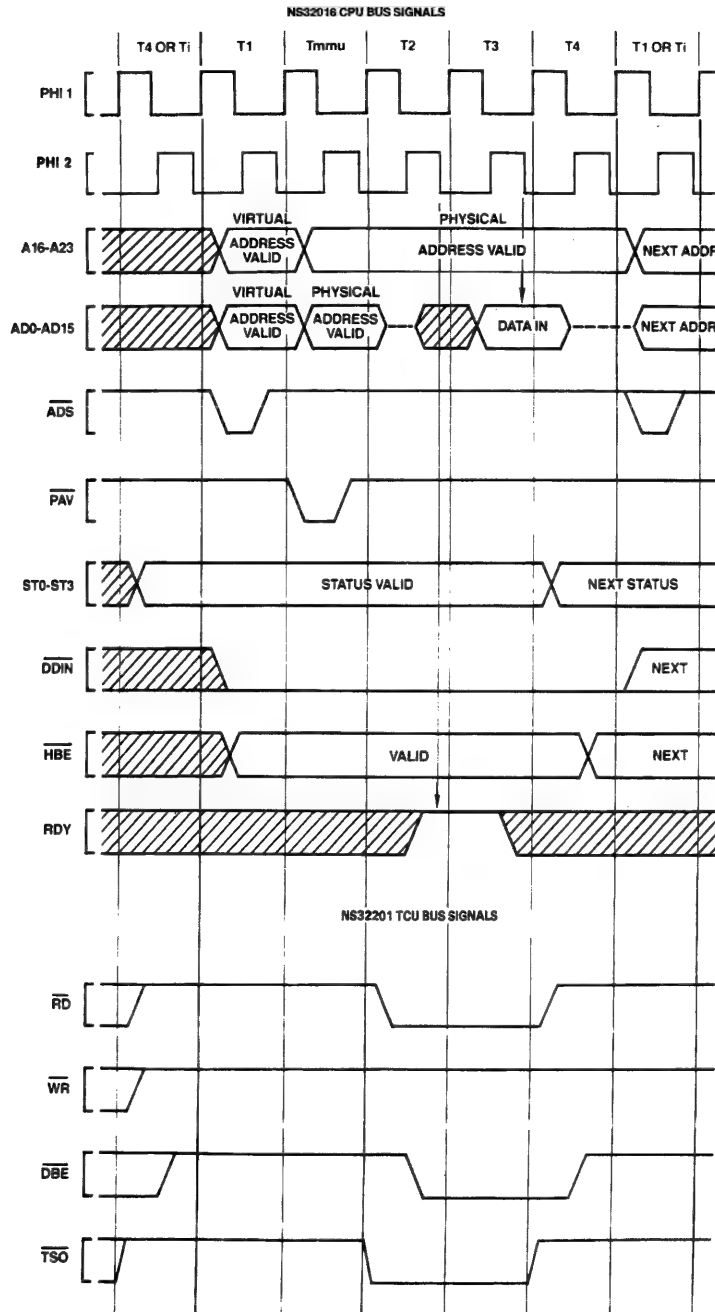 NS32016 CPU BUS SIGNALS
T4 OR Ti T1 Tmmu T2 T3 T4 T1 OR Ti
PHI 1
PHI 2
VIRTUAL PHYSICAL
A16-A23 ADDRESS VALID ADDRESS VALID NEXT ADDR
VIRTUAL PHYSICAL
AD0-AD15 ADDRESS VALID ADDRESS VALID DATA IN NEXT ADDR
ADS
PAV
ST0-ST3 STATUS VALID NEXT STATUS
DDIN NEXT
HBE VALID NEXT
RDY
NS32201 TCU BUS SIGNALS
RD
WR
DBE
TSO